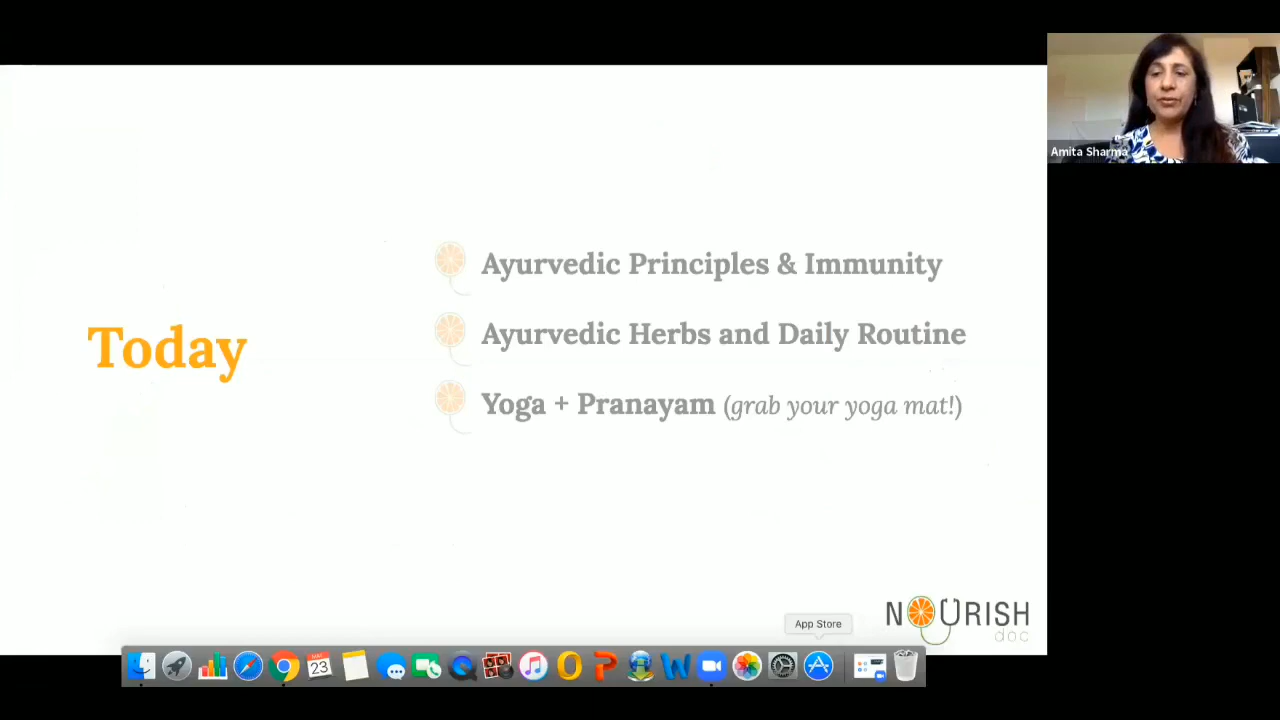 Amita Sharma
Today
Ayurvedic Principles & Immunity
Ayurvedic Herbs and Daily Routine
Yoga + Pranayam (grab your yoga mat!)
NOURISH
doc
App Store
23